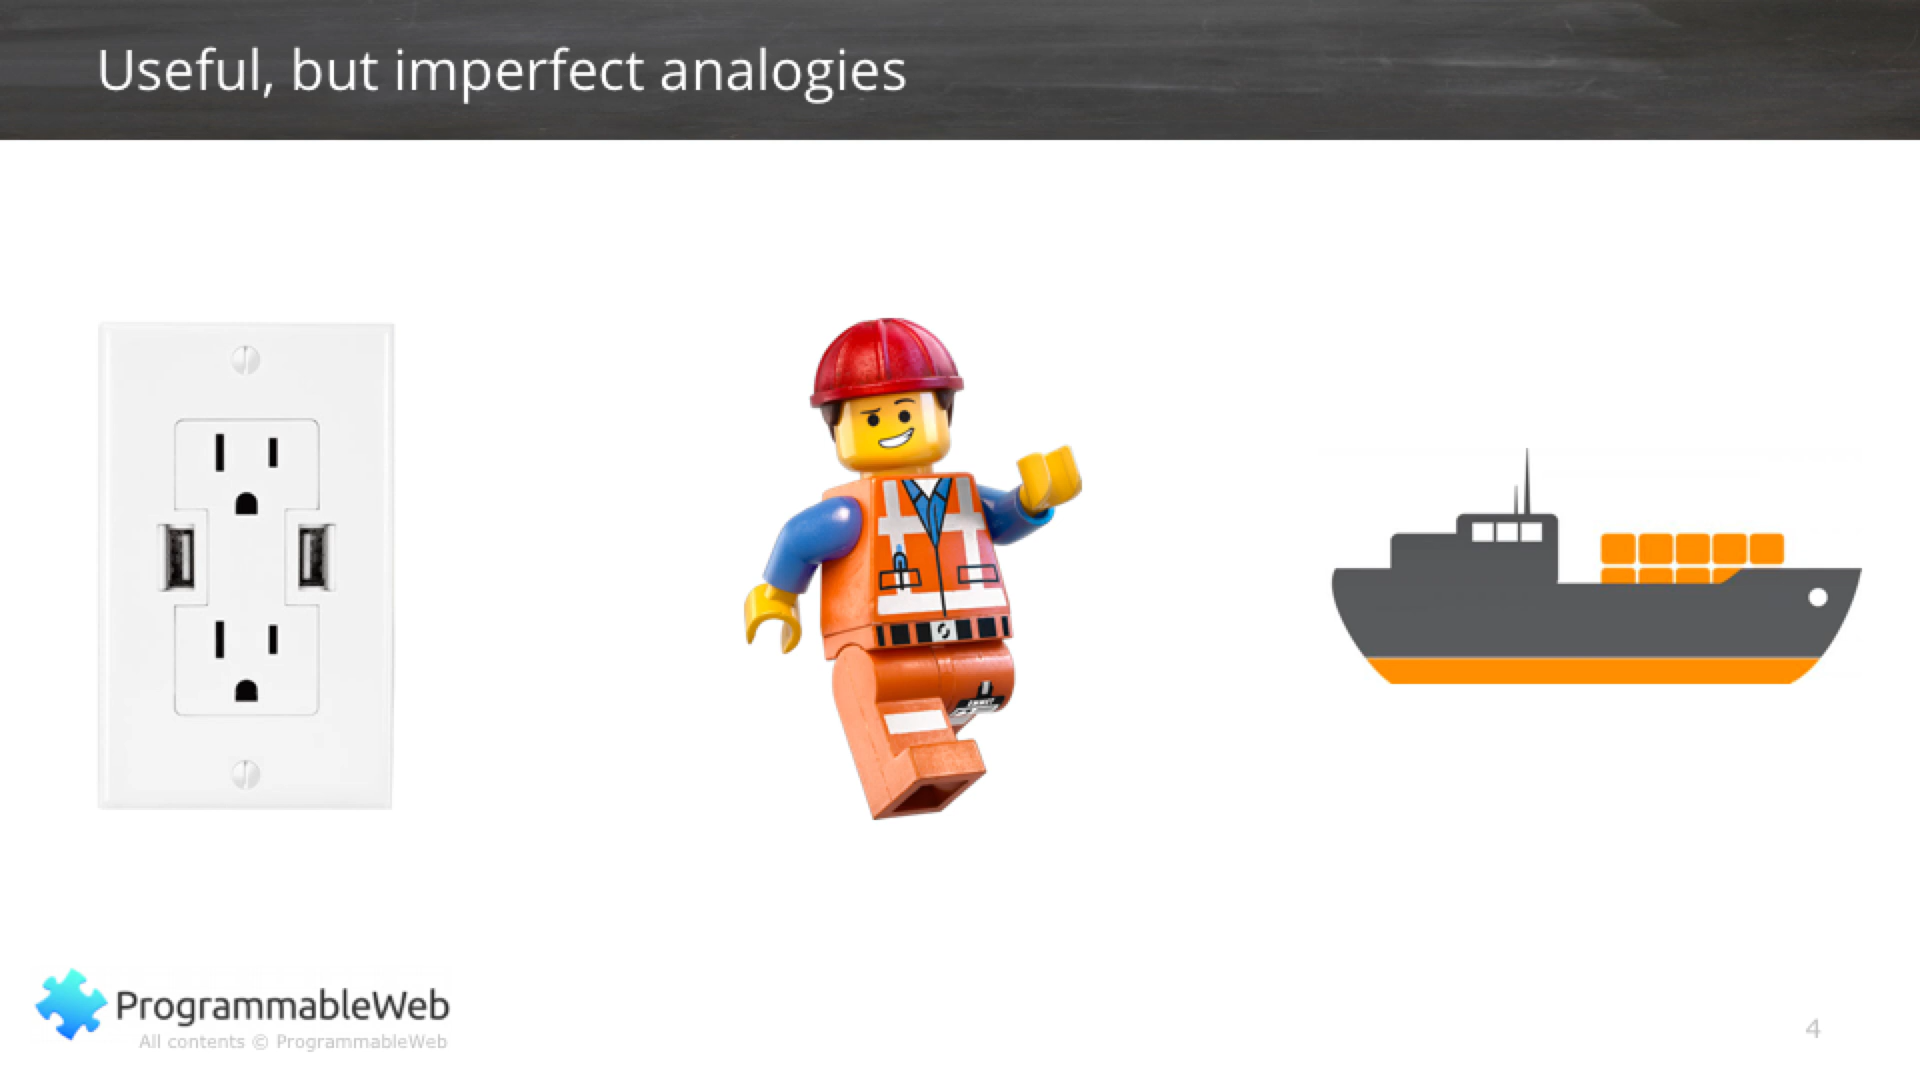 Useful, but imperfect analogies
ProgrammableWeb
All contents © ProgrammableWeb
4